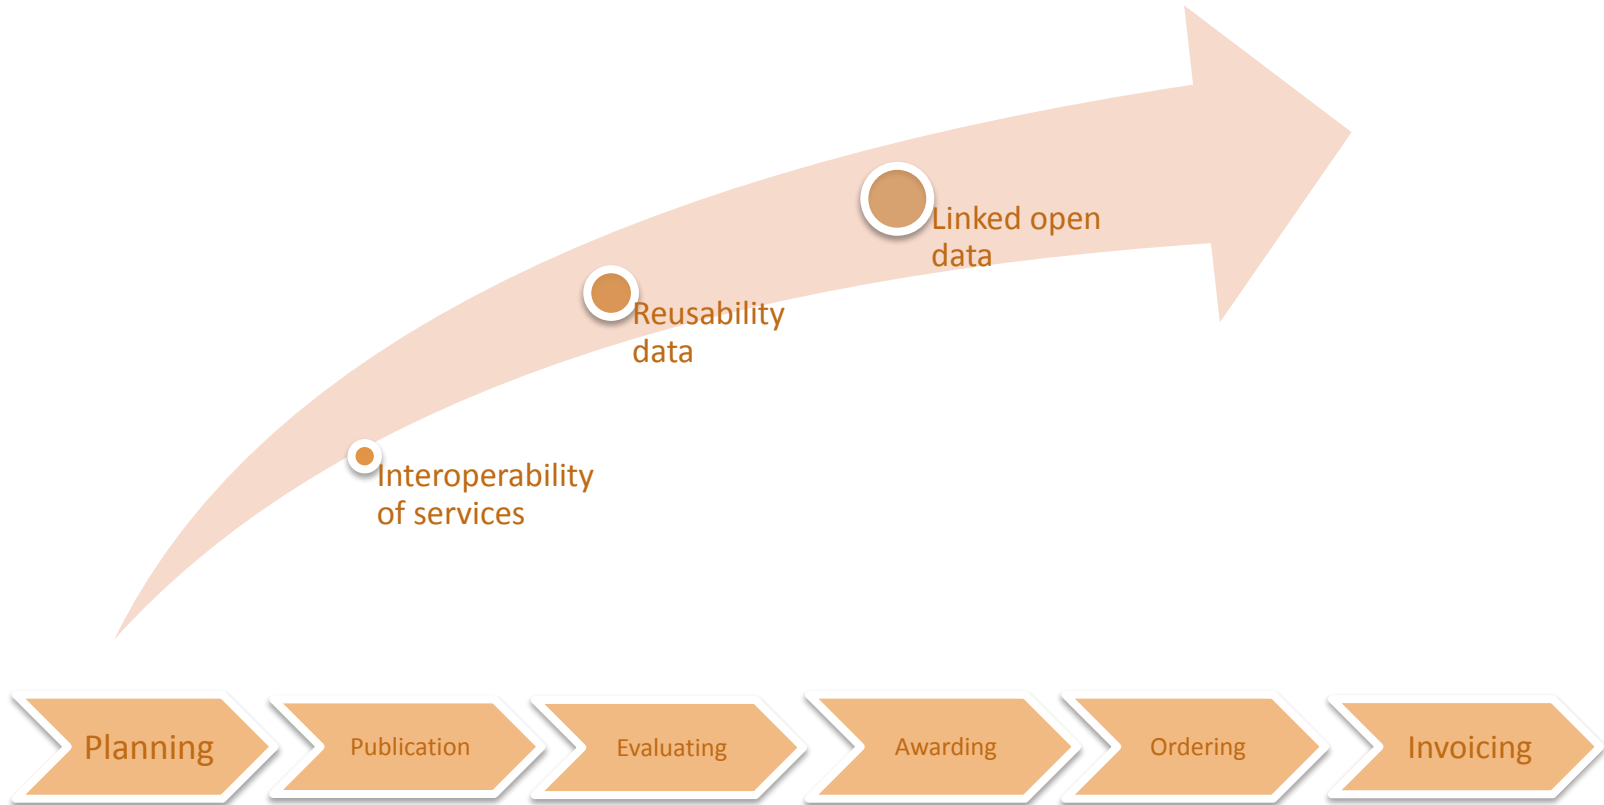 Linked open
data
Reusability
data
Interoperability
of services
Planning
Publication
Evaluating
Awarding
Ordering
Invoicing